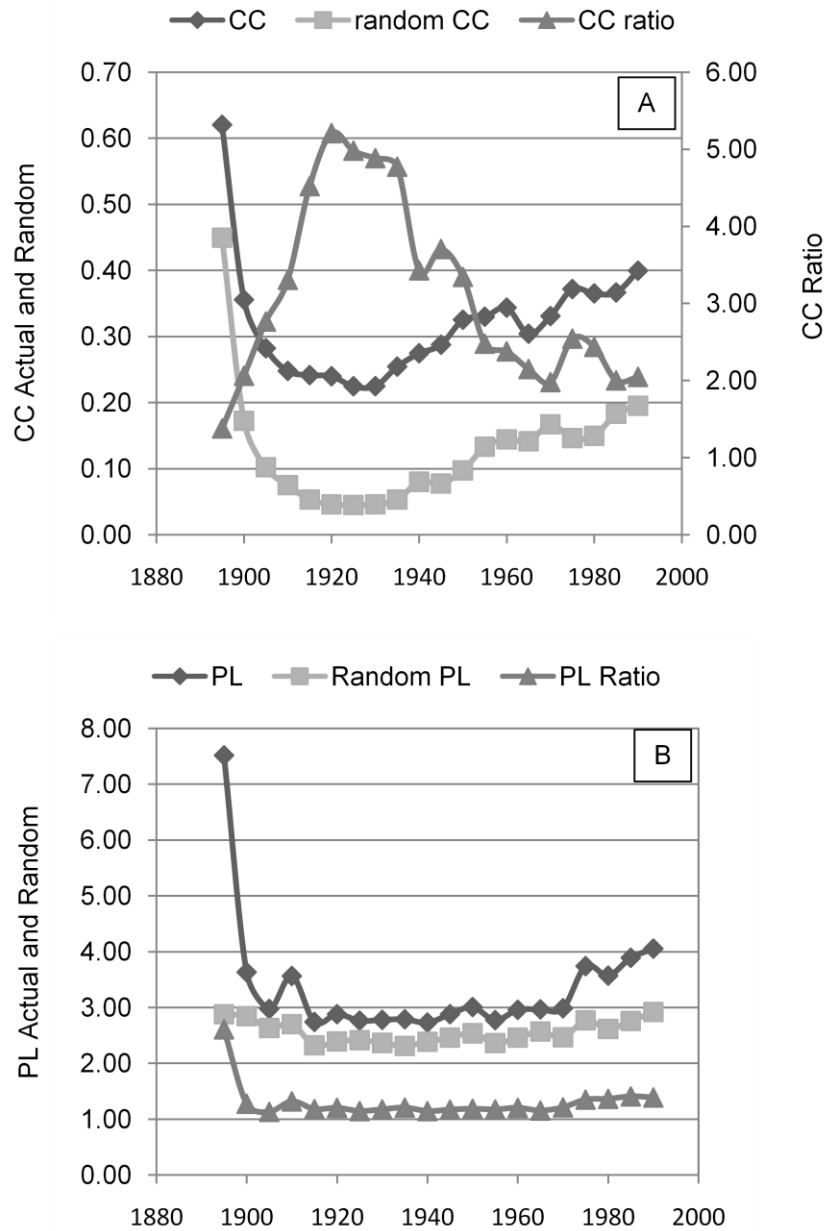 CC random CC CC ratio
A
CC Actual and Random
0.70
0.60
0.50
0.40
0.30
0.20
0.10
0.00
6.00
5.00
4.00
3.00
2.00
1.00
0.00
CC Ratio
1880 1900 1920 1940 1960 1980 2000
PL Random PL PL Ratio
B
PL Actual and Random
8.00
7.00
6.00
5.00
4.00
3.00
2.00
1.00
0.00
1880 1900 1920 1940 1960 1980 2000